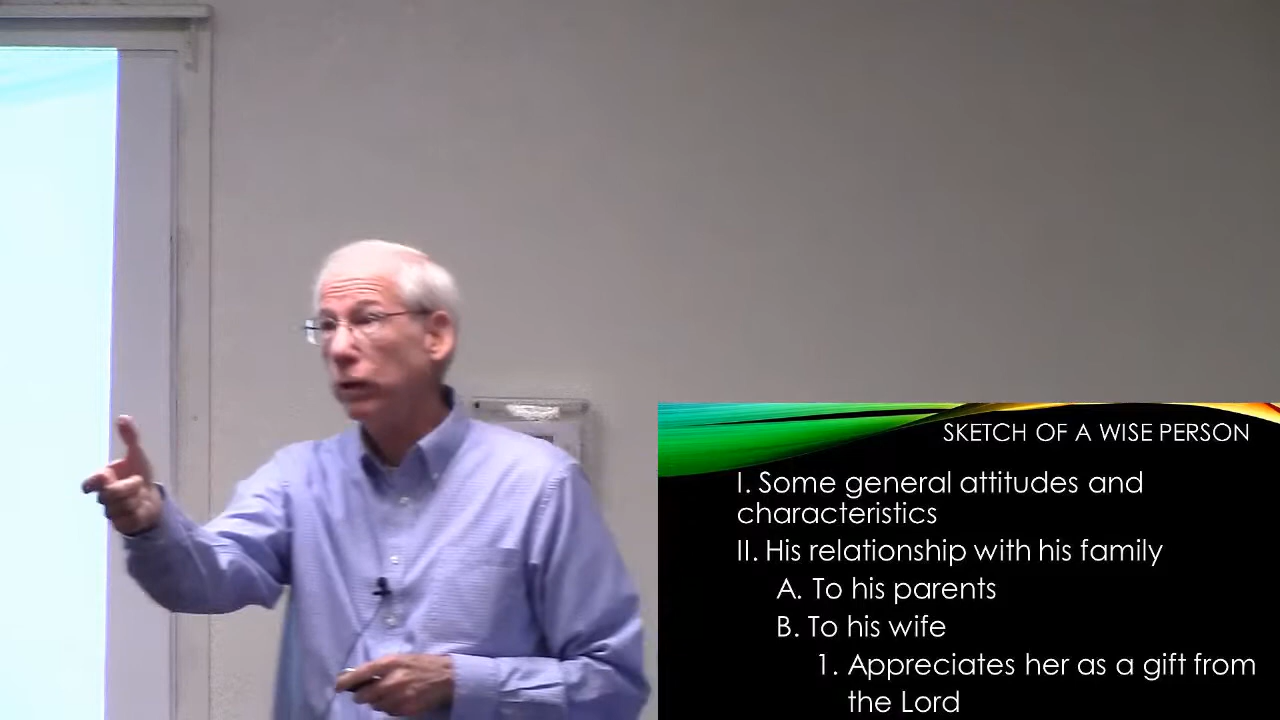 SKETCH OF A WISE PERSON
I. Some general attitudes and
characteristics
II. His relationship with his family
A. To his parents
B. To his wife
1. Appreciates her as a gift from
the Lord